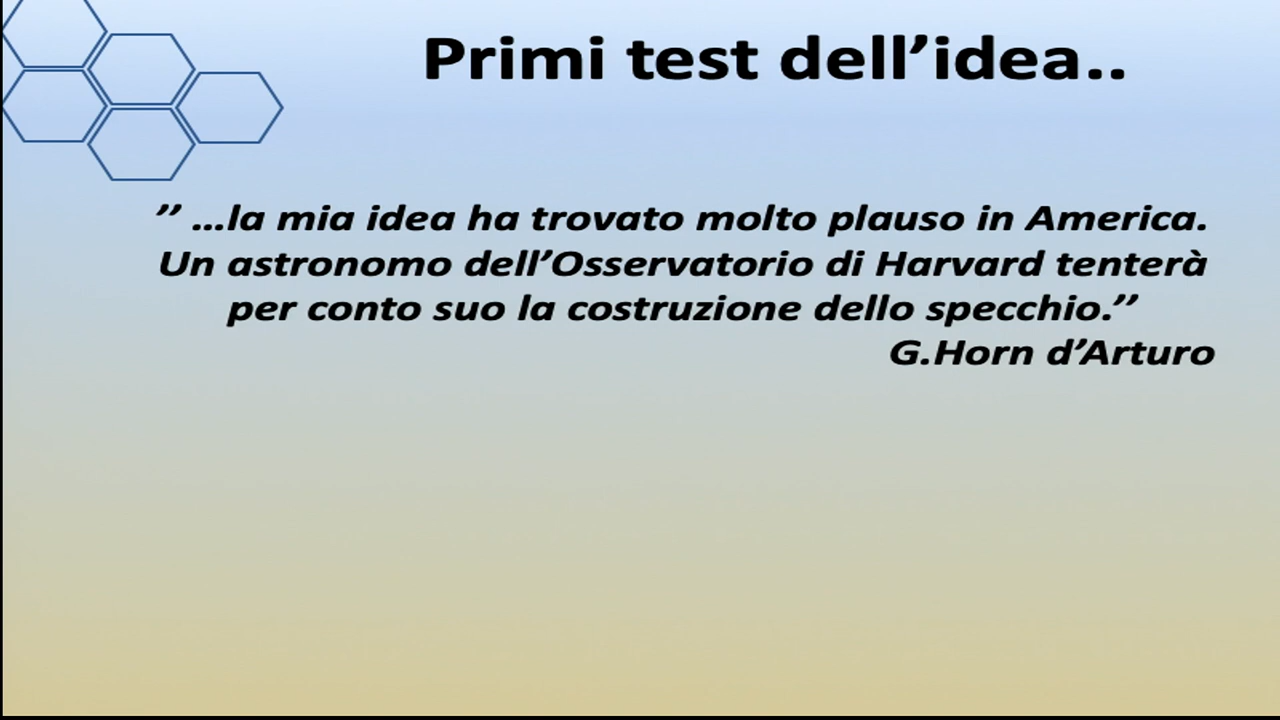 Primi test dell’idea..
’’ ...la mia idea ha trovato molto plauso in America.
Un astronomo dell’Osservatorio di Harvard tenterà
per conto suo la costruzione dello specchio.’’
G.Horn d’Arturo